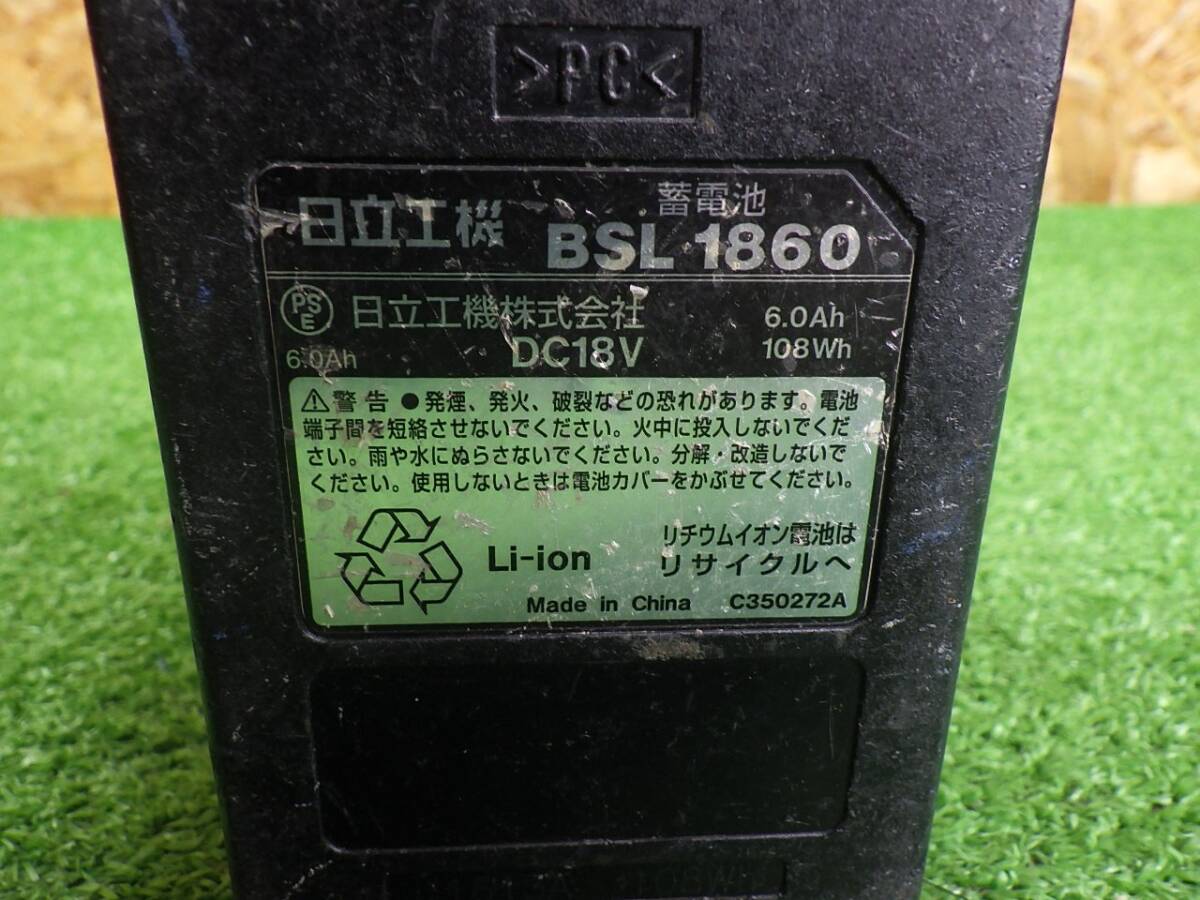 >PC<
蓄電池
日立工機 BSL 1860
PSE 日立工機株式会社 6.0Ah
6.0Ah DC18V 108Wh
⚠警告 ●発煙、発火、破裂などの恐れがあります。電池
端子間を短絡させないでください。火中に投入しないでくだ
さい。雨や水にぬらさないでください。分解・改造しないで
ください。使用しないときは電池カバーをかぶせてください。
Li-ion リチウムイオン電池は
リサイクルへ
Made in China C350272A